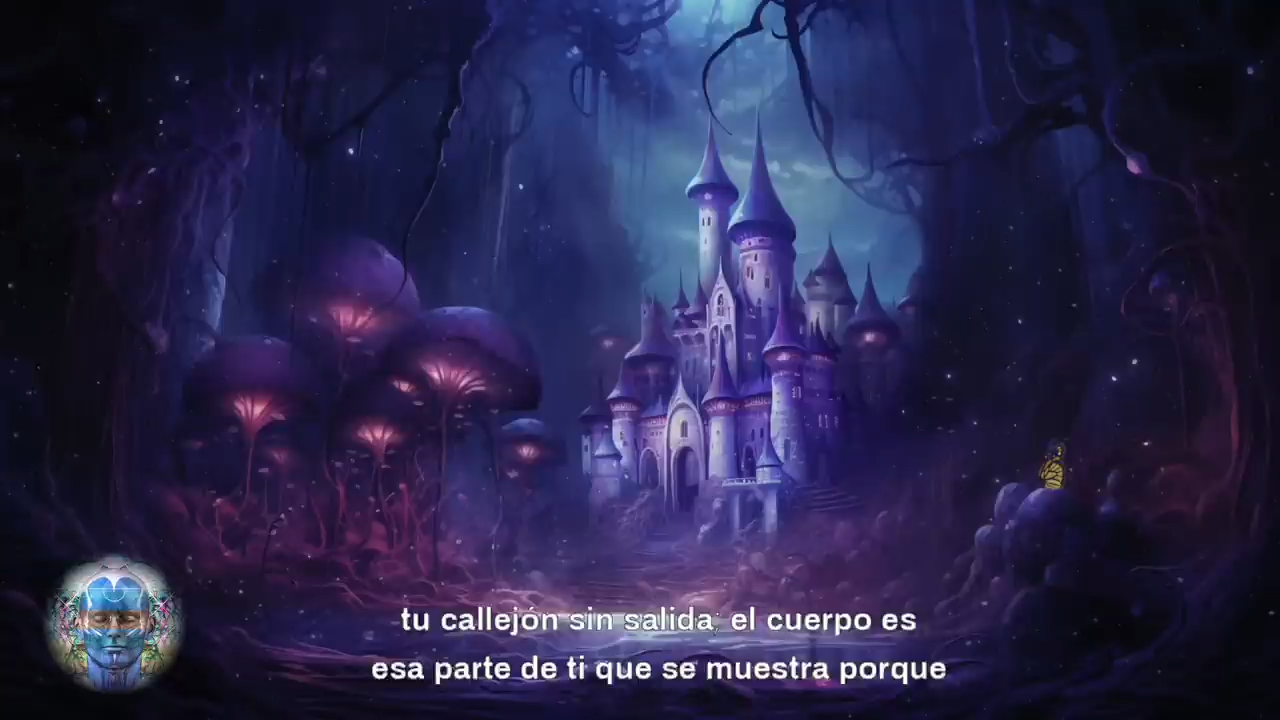 tu callejón sin salida; el cuerpo es
esa parte de ti que se muestra porque